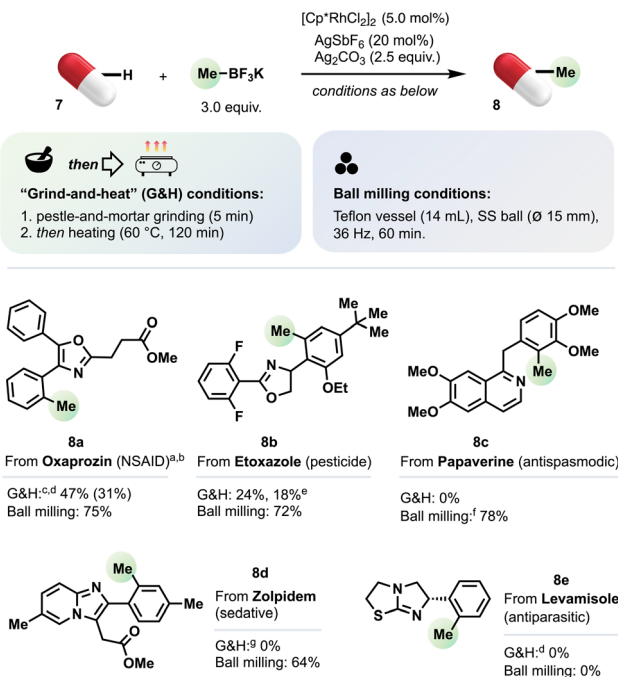 [Cp*RhCl2]2 (5.0 mol%)
AgSbF6 (20 mol%)
Ag2CO3 (2.5 equiv.)
H + Me–BF3K
conditions as below
7 3.0 equiv. 8
Me
then
“Grind-and-heat” (G&H) conditions:
1. pestle-and-mortar grinding (5 min)
2. then heating (60 °C, 120 min)
Ball milling conditions:
Teflon vessel (14 mL), SS ball (Ø 15 mm),
36 Hz, 60 min.
O
O
N
OMe
Me
8a
From Oxaprozin (NSAID)a,b
G&H:c,d 47% (31%)
Ball milling: 75%
Me
Me
Me
Me
F
N
O
OEt
F
8b
From Etoxazole (pesticide)
G&H: 24%, 18%e
Ball milling: 72%
OMe
OMe
Me
MeO
N
MeO
8c
From Papaverine (antispasmodic)
G&H: 0%
Ball milling:f 78%
Me
N
N
Me
Me
O
OMe
8d
From Zolpidem
(sedative)
G&H:g 0%
Ball milling: 64%
N
S
N
Me
8e
From Levamisole
(antiparasitic)
G&H:d 0%
Ball milling: 0%